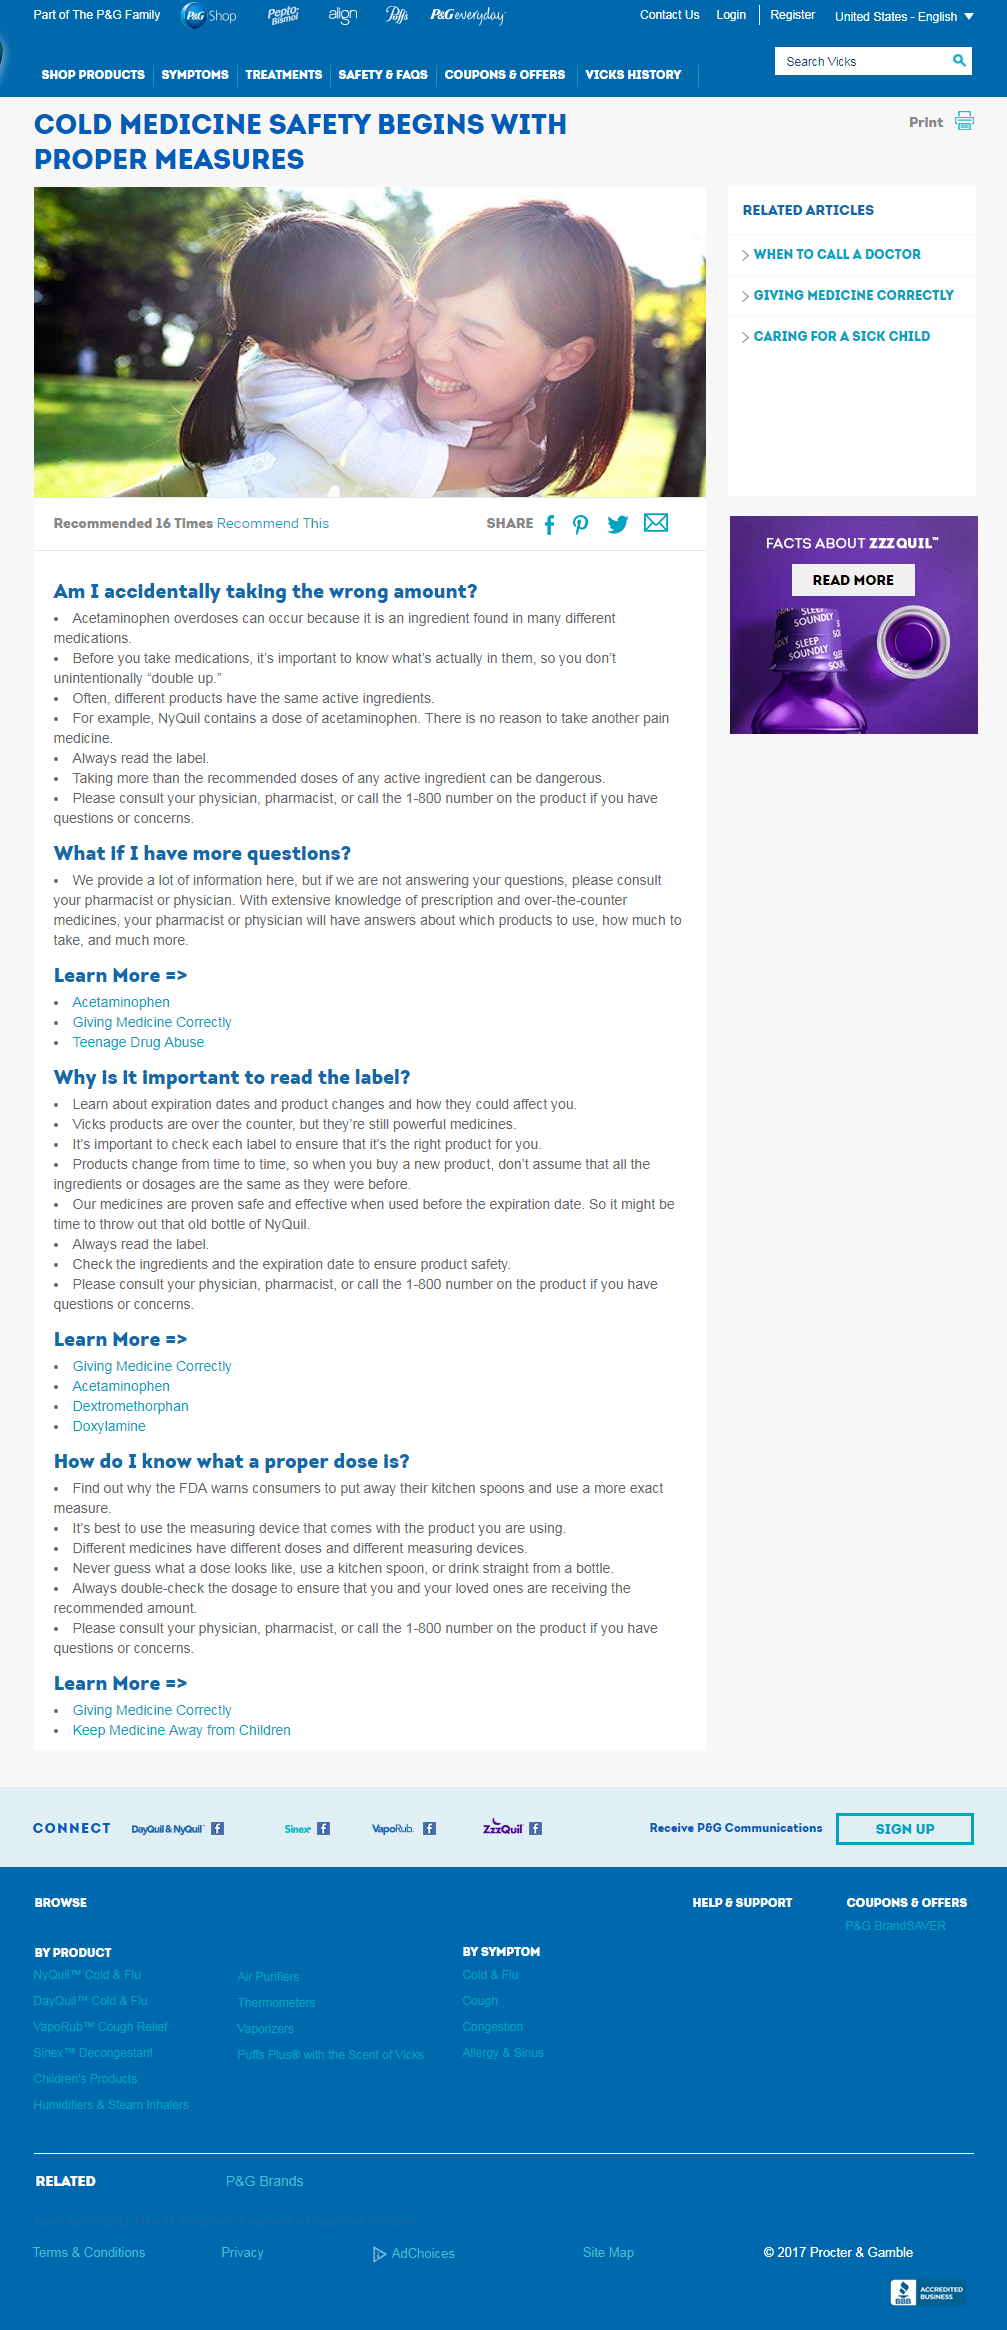 Part of The P&G Family
P&G Shop
Pepto Bismol
align
Puffs
P&G everyday
Contact Us
Login
Register
United States - English
SHOP PRODUCTS
SYMPTOMS
TREATMENTS
SAFETY & FAQS
COUPONS & OFFERS
VICKS HISTORY
Search Vicks
COLD MEDICINE SAFETY BEGINS WITH
PROPER MEASURES
Print
RELATED ARTICLES
WHEN TO CALL A DOCTOR
GIVING MEDICINE CORRECTLY
CARING FOR A SICK CHILD
Recommended 16 Times Recommend This
SHARE
FACTS ABOUT ZZZQUIL™
READ MORE
SLEEP
SOUNDLY
SLEEP
SOUNDLY
Am I accidentally taking the wrong amount?
• Acetaminophen overdoses can occur because it is an ingredient found in many different
medications.
• Before you take medications, it’s important to know what’s actually in them, so you don’t
unintentionally “double up.”
• Often, different products have the same active ingredients.
• For example, NyQuil contains a dose of acetaminophen. There is no reason to take another pain
medicine.
• Always read the label.
• Taking more than the recommended doses of any active ingredient can be dangerous.
• Please consult your physician, pharmacist, or call the 1-800 number on the product if you have
questions or concerns.
What if I have more questions?
• We provide a lot of information here, but if we are not answering your questions, please consult
your pharmacist or physician. With extensive knowledge of prescription and over-the-counter
medicines, your pharmacist or physician will have answers about which products to use, how much to
take, and much more.
Learn More =>
• Acetaminophen
• Giving Medicine Correctly
• Teenage Drug Abuse
Why is it important to read the label?
• Learn about expiration dates and product changes and how they could affect you.
• Vicks products are over the counter, but they’re still powerful medicines.
• It’s important to check each label to ensure that it’s the right product for you.
• Products change from time to time, so when you buy a new product, don’t assume that all the
ingredients or dosages are the same as they were before.
• Our medicines are proven safe and effective when used before the expiration date. So it might be
time to throw out that old bottle of NyQuil.
• Always read the label.
• Check the ingredients and the expiration date to ensure product safety.
• Please consult your physician, pharmacist, or call the 1-800 number on the product if you have
questions or concerns.
Learn More =>
• Giving Medicine Correctly
• Acetaminophen
• Dextromethorphan
• Doxylamine
How do I know what a proper dose is?
• Find out why the FDA warns consumers to put away their kitchen spoons and use a more exact
measure.
• It’s best to use the measuring device that comes with the product you are using.
• Different medicines have different doses and different measuring devices.
• Never guess what a dose looks like, use a kitchen spoon, or drink straight from a bottle.
• Always double-check the dosage to ensure that you and your loved ones are receiving the
recommended amount.
• Please consult your physician, pharmacist, or call the 1-800 number on the product if you have
questions or concerns.
Learn More =>
• Giving Medicine Correctly
• Keep Medicine Away from Children
CONNECT
DayQuil & NyQuil
Sinex
VapoRub.
ZzzQuil
Receive P&G Communications
SIGN UP
BROWSE
HELP & SUPPORT
COUPONS & OFFERS
P&G BrandSAVER
BY PRODUCT
NyQuil™ Cold & Flu
DayQuil™ Cold & Flu
VapoRub™ Cough Relief
Sinex™ Decongestant
Children's Products
Humidifiers & Steam Inhalers
Air Purifiers
Thermometers
Vaporizers
Puffs Plus® with the Scent of Vicks
BY SYMPTOM
Cold & Flu
Cough
Congestion
Allergy & Sinus
RELATED
P&G Brands
Terms & Conditions
Privacy
AdChoices
Site Map
© 2017 Procter & Gamble
BBB
ACCREDITED
BUSINESS